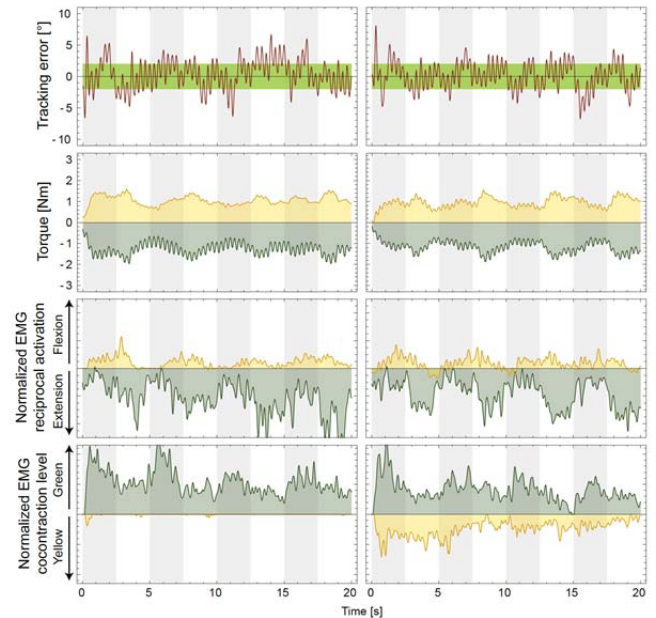 Tracking error [°]
10
5
0
-5
-10
Torque [Nm]
3
2
1
0
-1
-2
-3
Normalized EMG
reciprocal activation
Flexion
Extension
Normalized EMG
cocontraction level
Green
Yellow
0 5 10 15 20
0 5 10 15 20
Time [s]